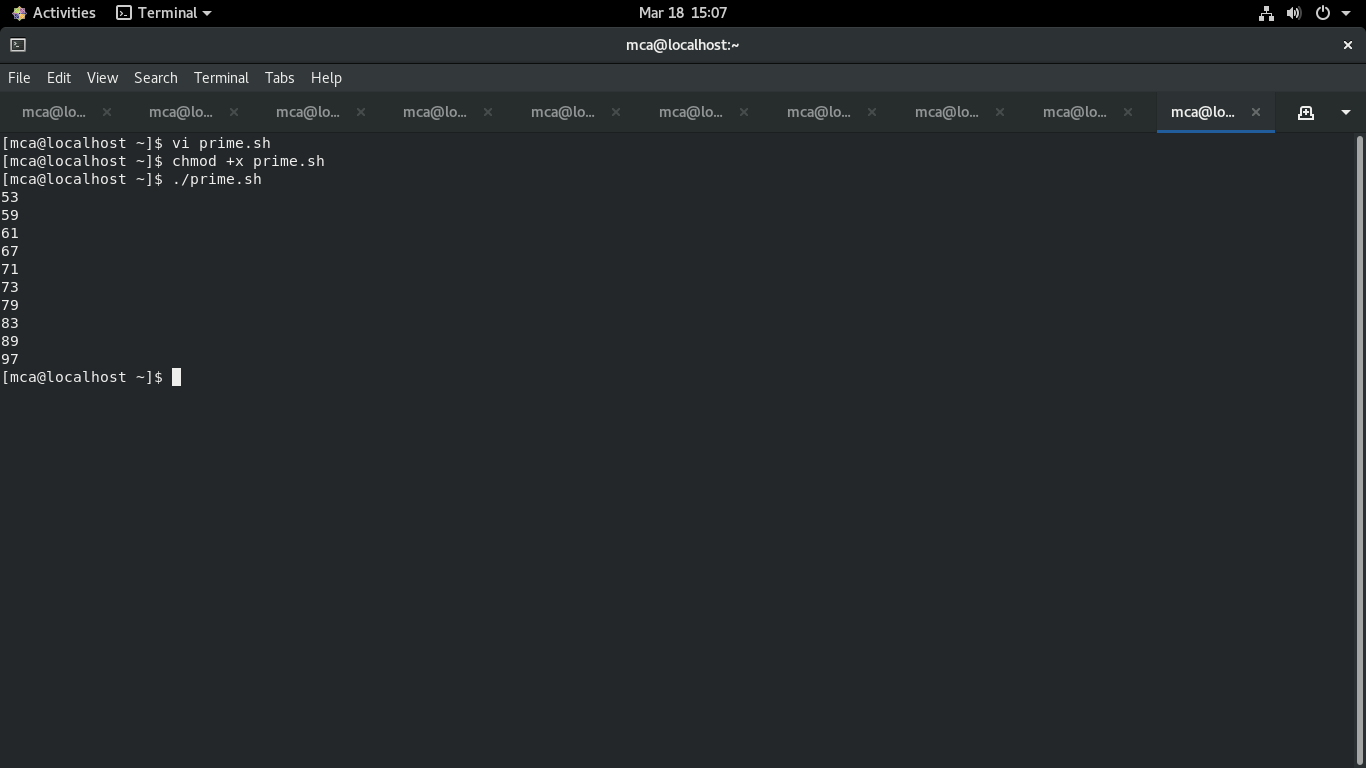 Activities Terminal Mar 18 15:07
mca@localhost:~
File Edit View Search Terminal Tabs Help
mca@lo... mca@lo... mca@lo... mca@lo... mca@lo... mca@lo... mca@lo... mca@lo... mca@lo... mca@lo...
[mca@localhost ~]$ vi prime.sh
[mca@localhost ~]$ chmod +x prime.sh
[mca@localhost ~]$ ./prime.sh
53
59
61
67
71
73
79
83
89
97
[mca@localhost ~]$